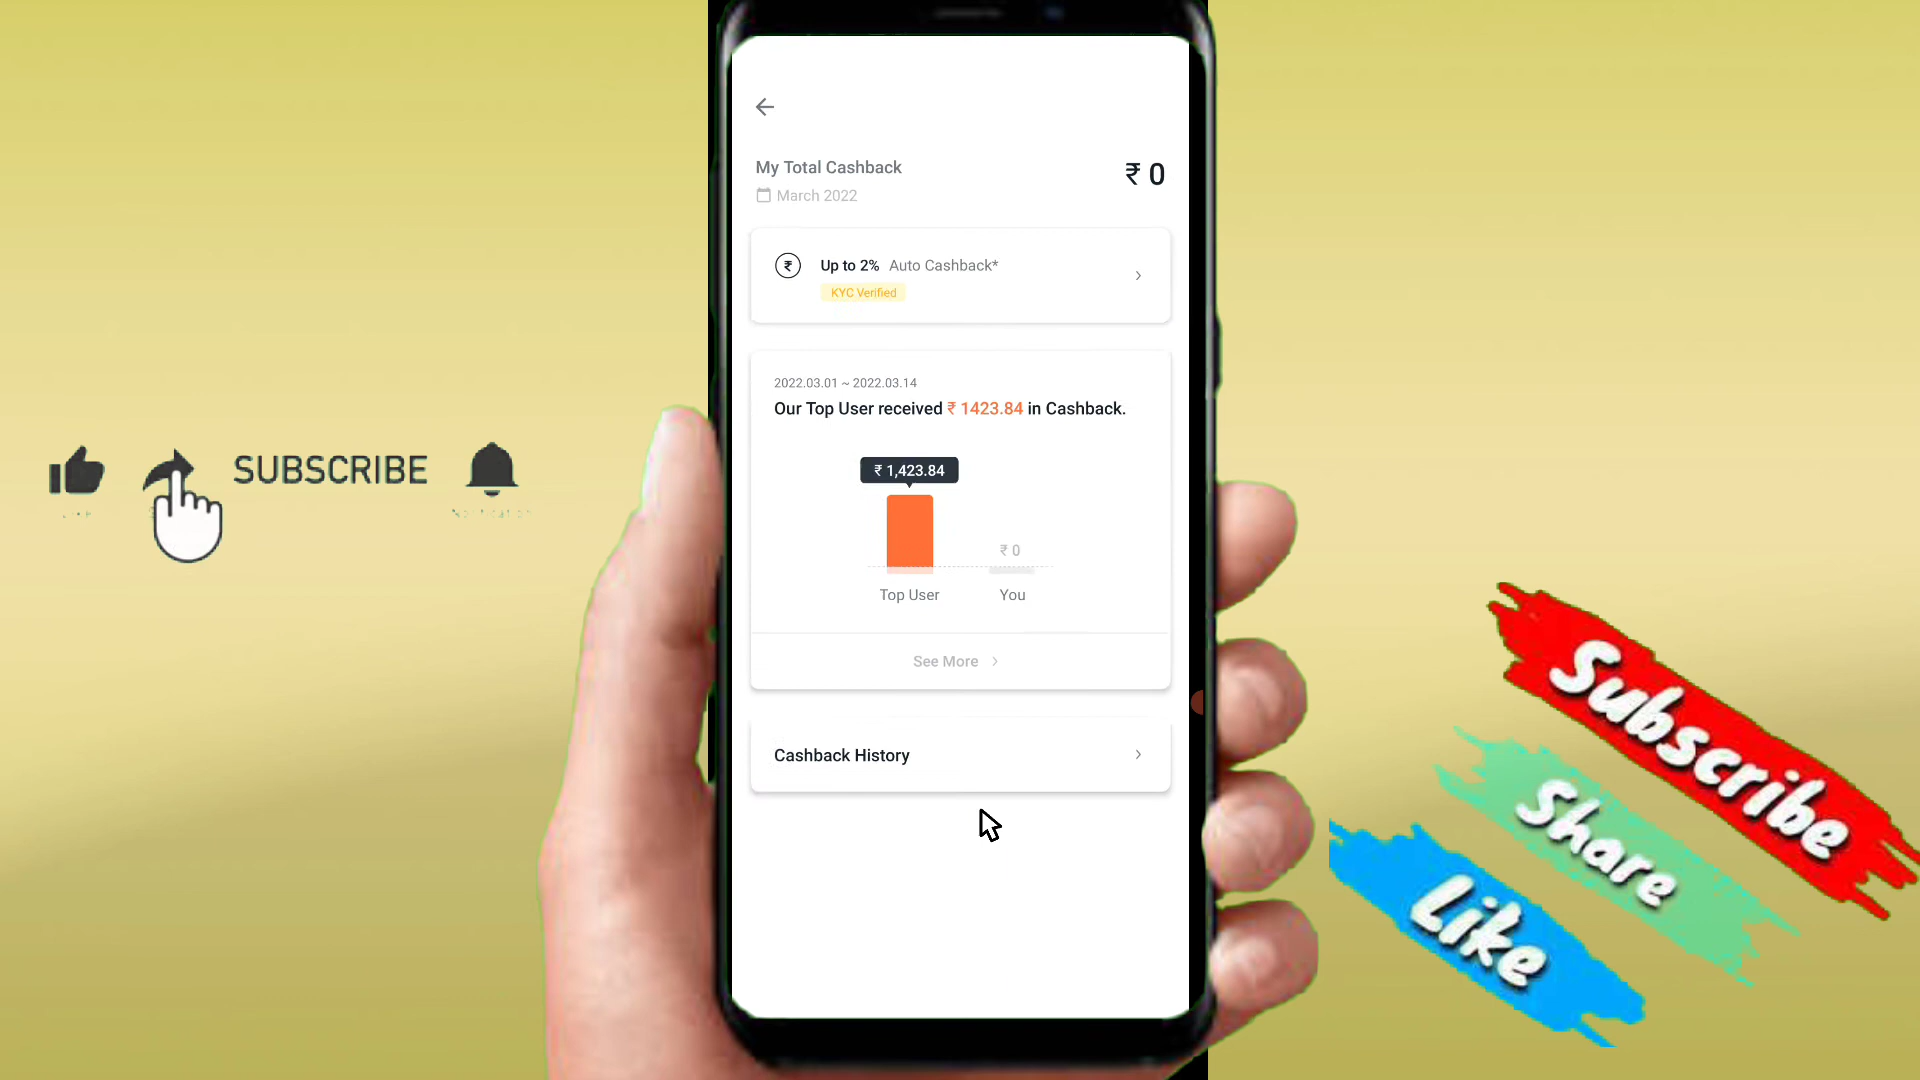 My Total Cashback
₹ 0
March 2022
₹
Up to 2% Auto Cashback*
KYC Verified
2022.03.01 ~ 2022.03.14
Our Top User received ₹ 1423.84 in Cashback.
₹ 1,423.84
₹ 0
Top User
You
See More
Cashback History
SUBSCRIBE
Subscribe
Share
Like